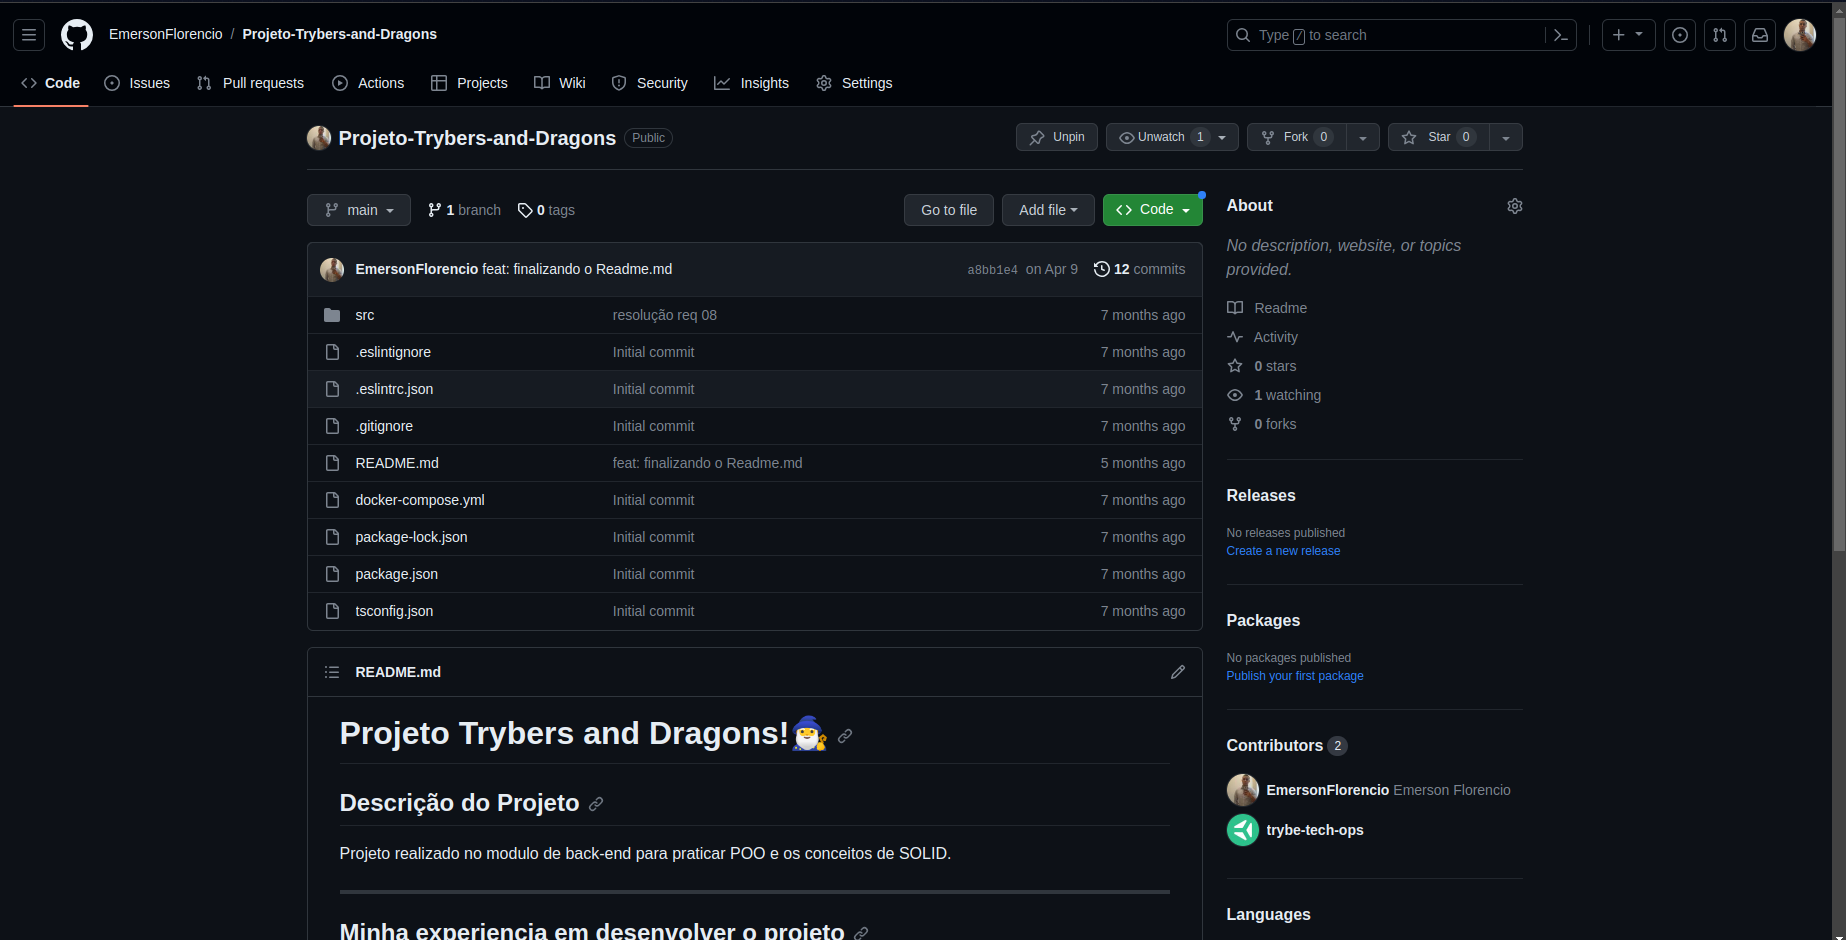 EmersonFlorencio / Projeto-Trybers-and-Dragons
Type / to search
Code Issues Pull requests Actions Projects Wiki Security Insights Settings
Projeto-Trybers-and-Dragons Public
Unpin Unwatch 1 Fork 0 Star 0
main 1 branch 0 tags
Go to file Add file Code
EmersonFlorencio feat: finalizando o Readme.md a8bb1e4 on Apr 9 12 commits
src resolução req 08 7 months ago
.eslintignore Initial commit 7 months ago
.eslintrc.json Initial commit 7 months ago
.gitignore Initial commit 7 months ago
README.md feat: finalizando o Readme.md 5 months ago
docker-compose.yml Initial commit 7 months ago
package-lock.json Initial commit 7 months ago
package.json Initial commit 7 months ago
tsconfig.json Initial commit 7 months ago
README.md
Projeto Trybers and Dragons!🧙‍♂️
Descrição do Projeto
Projeto realizado no modulo de back-end para praticar POO e os conceitos de SOLID.
Minha experiencia em desenvolver o projeto
About
No description, website, or topics
provided.
Readme
Activity
0 stars
1 watching
0 forks
Releases
No releases published
Create a new release
Packages
No packages published
Publish your first package
Contributors 2
EmersonFlorencio Emerson Florencio
trybe-tech-ops
Languages